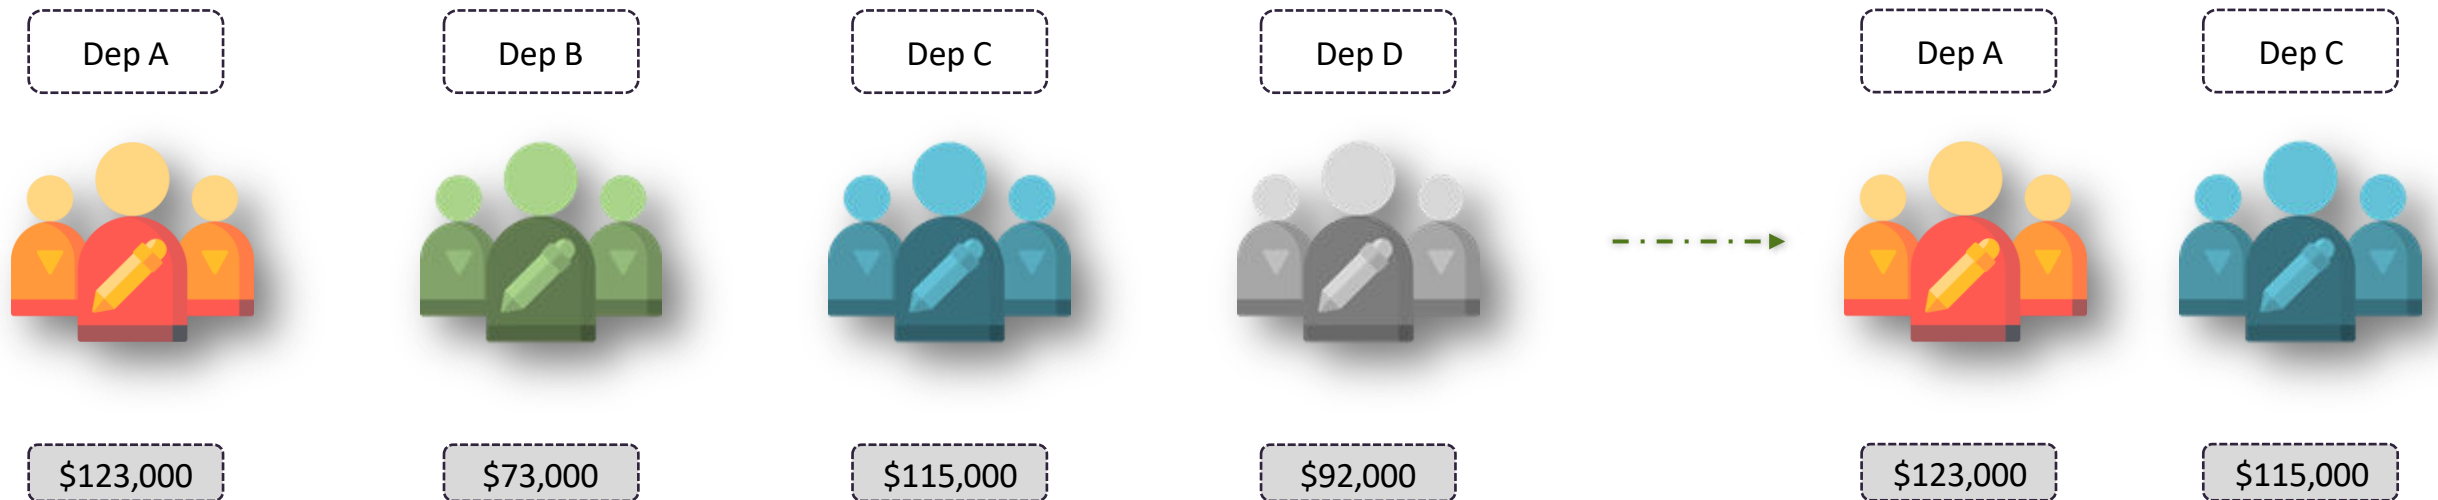 Dep A
Dep B
Dep C
Dep D
Dep A
Dep C
$123,000
$73,000
$115,000
$92,000
$123,000
$115,000